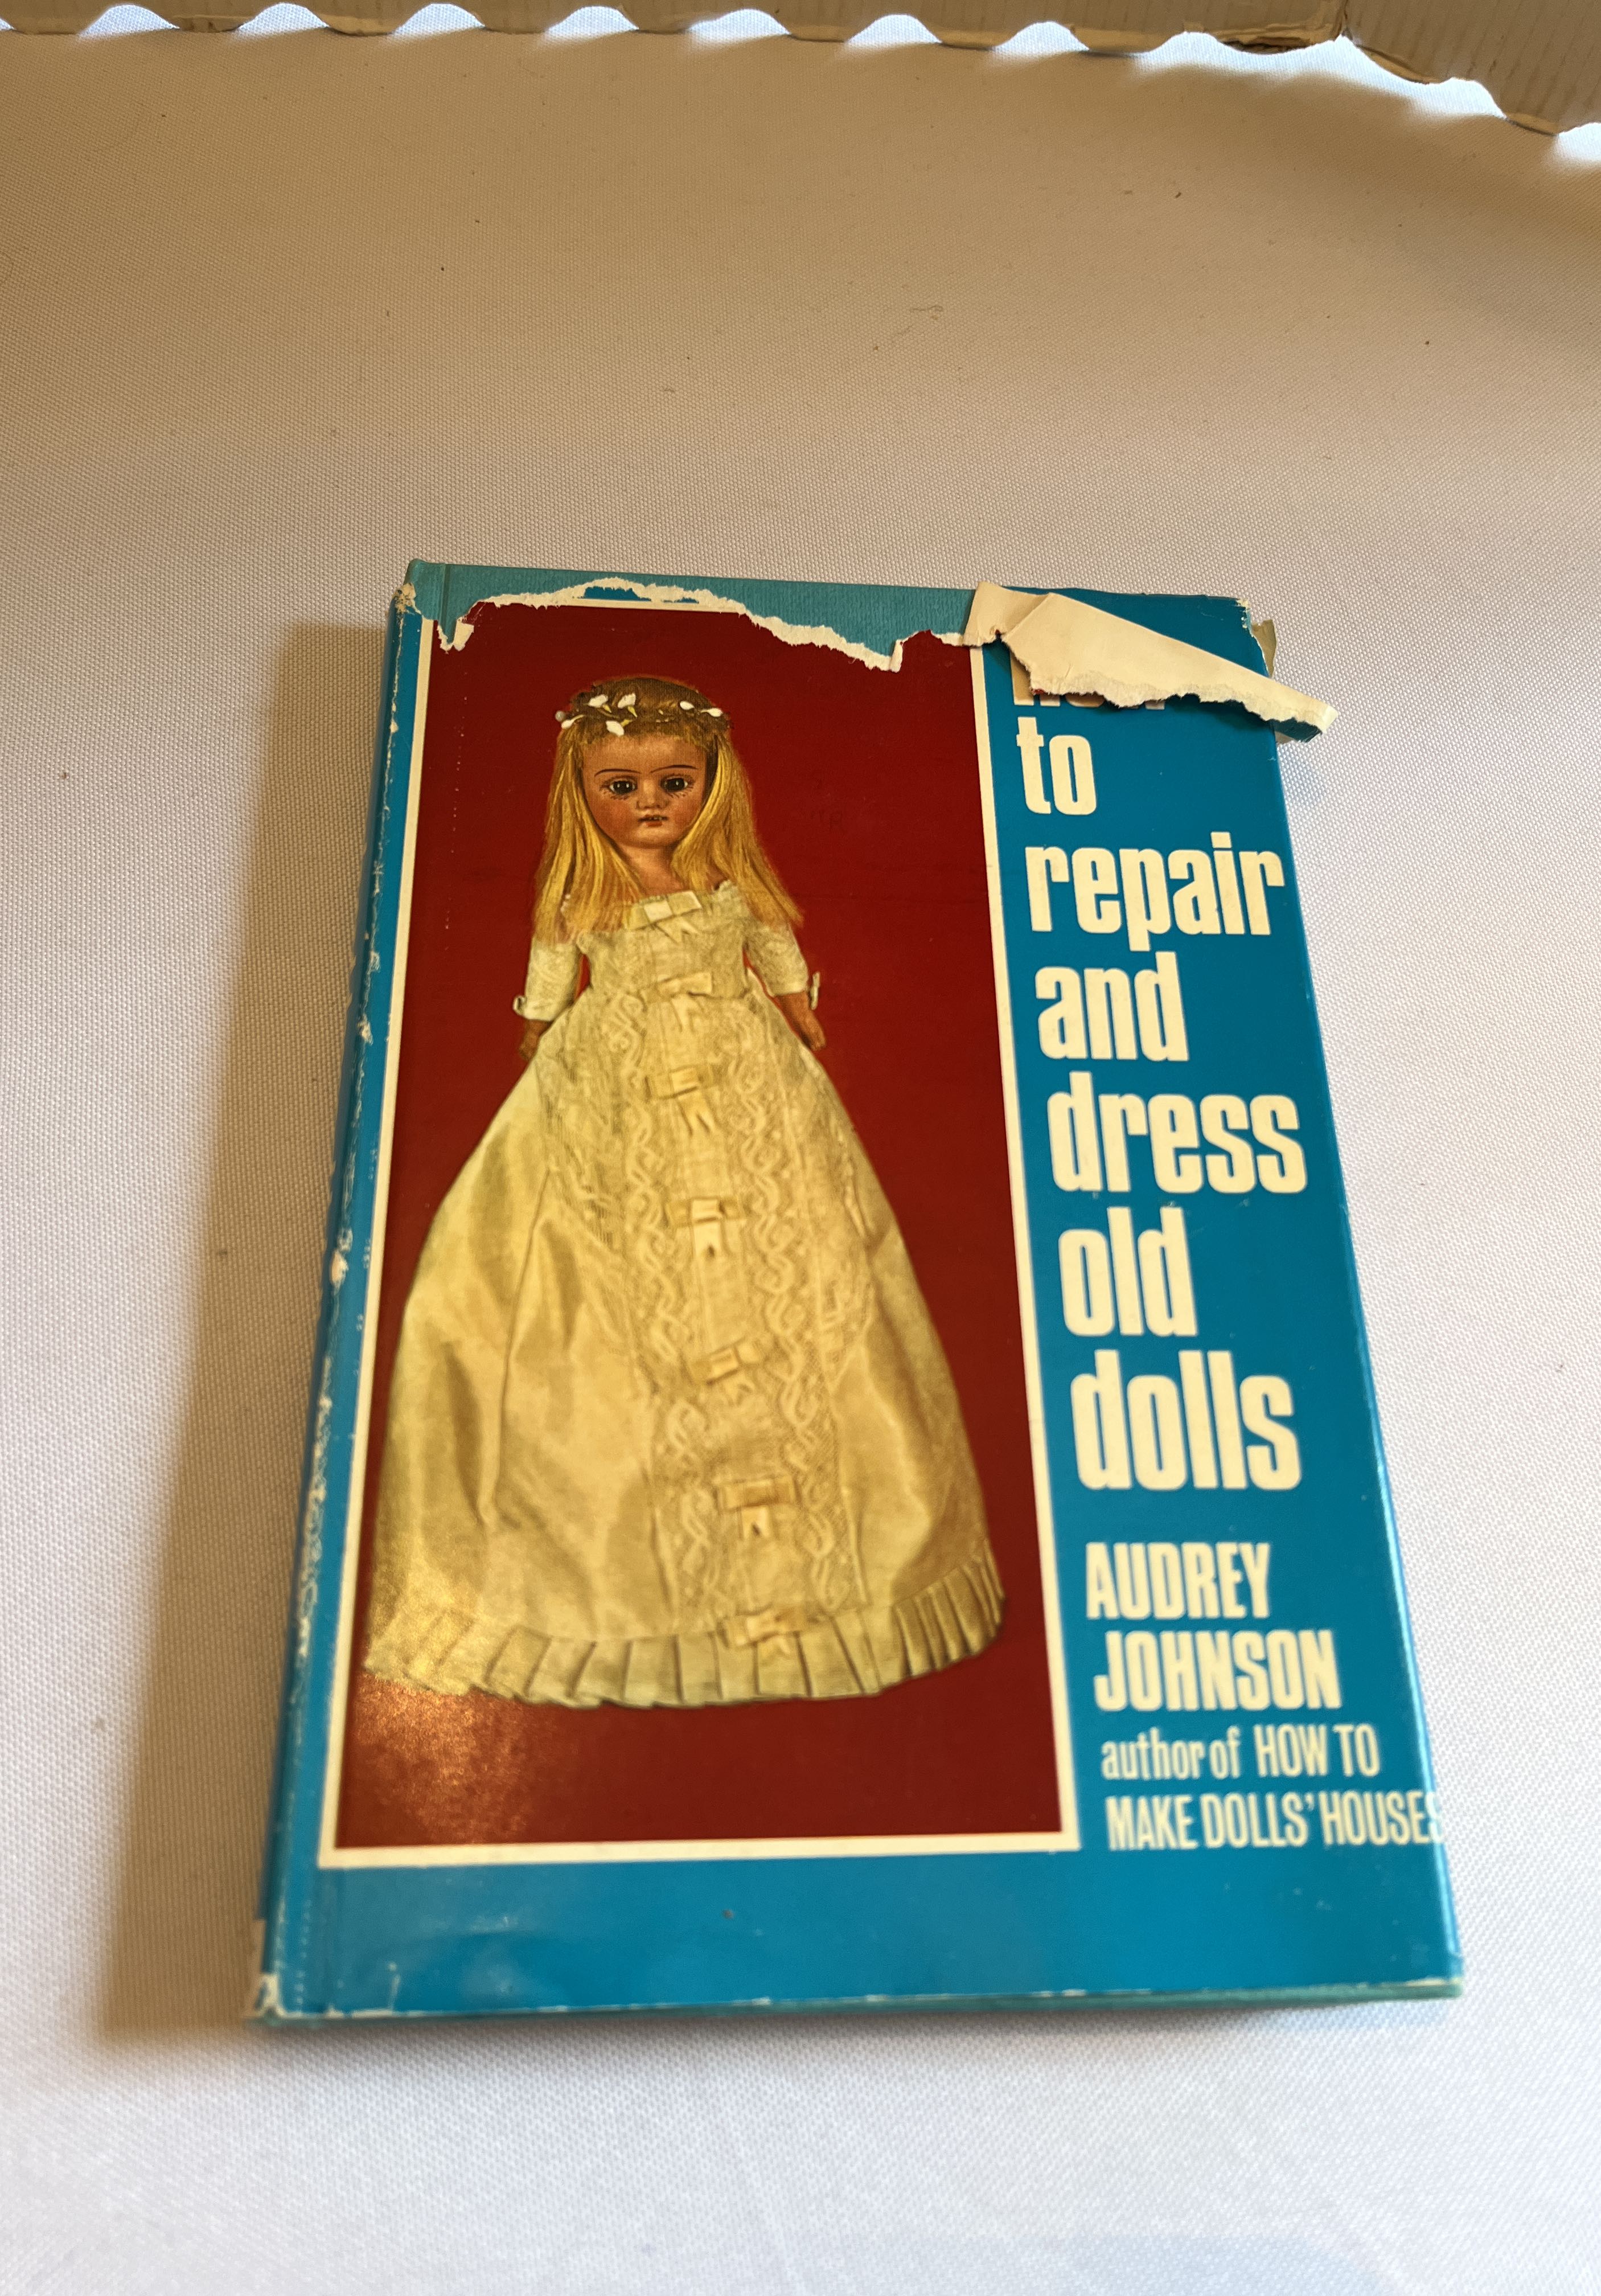 to
repair
and
dress
old
dolls
AUDREY
JOHNSON
author of HOW TO
MAKE DOLLS' HOUSES